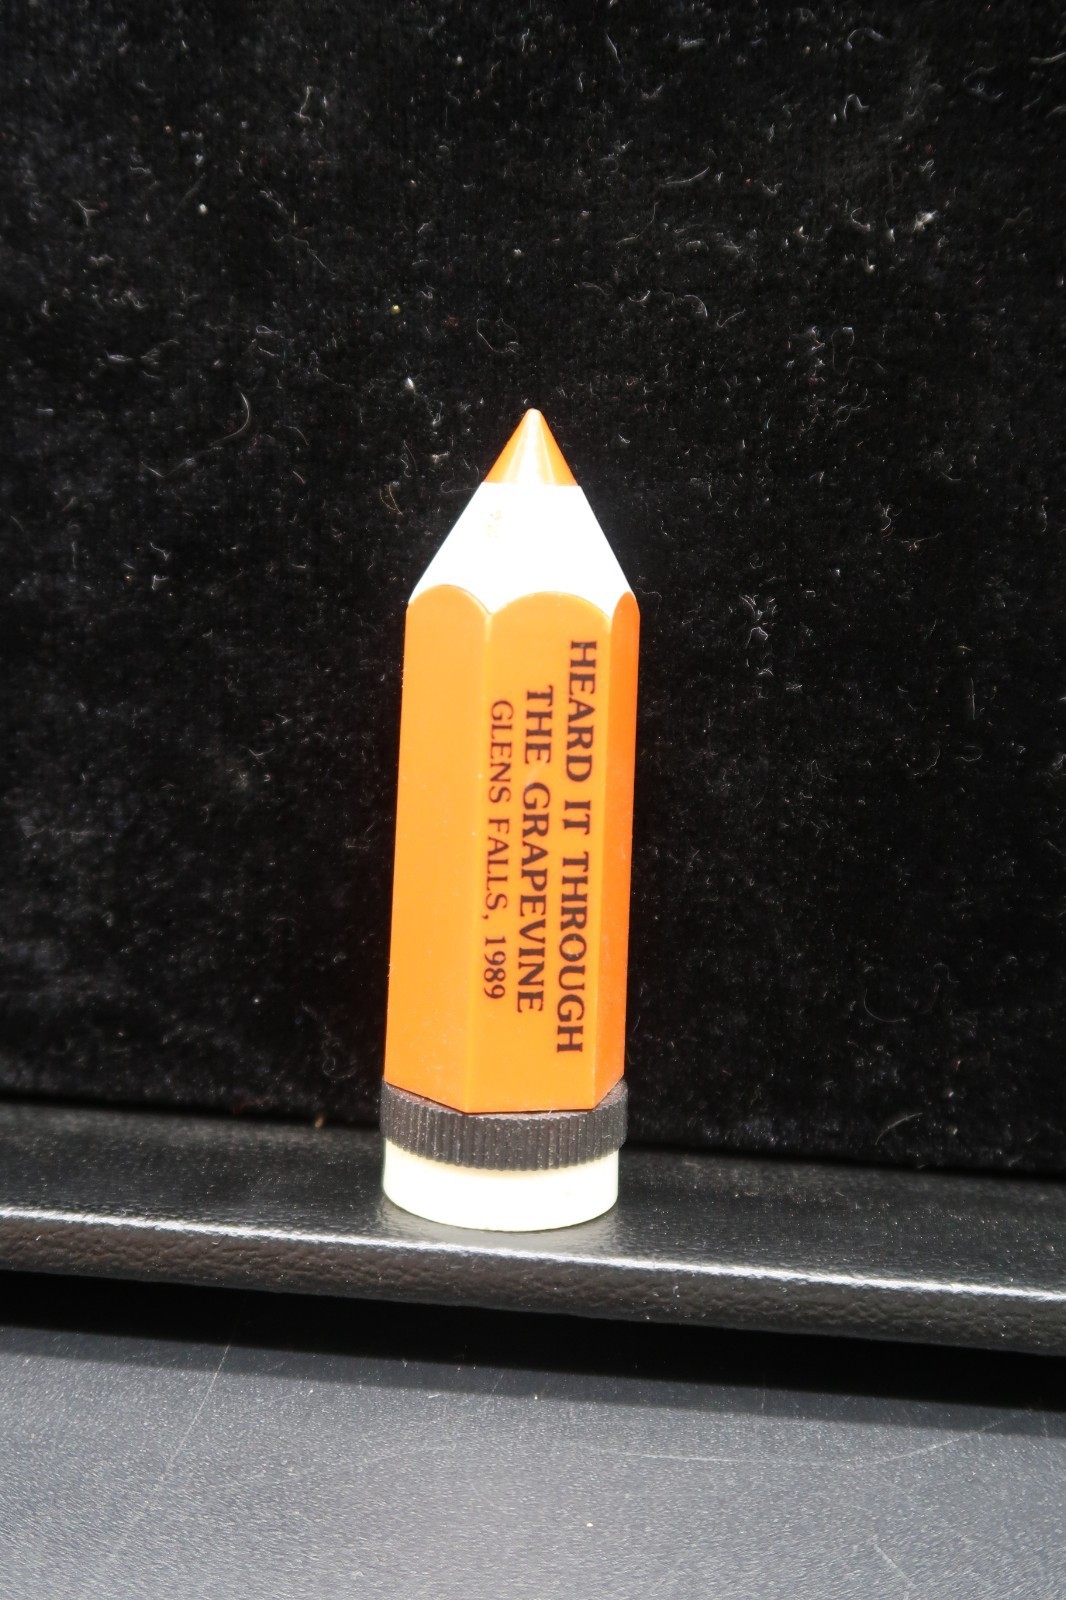 HEARD IT THROUGH
THE GRAPEVINE
GLENS FALLS, 1989